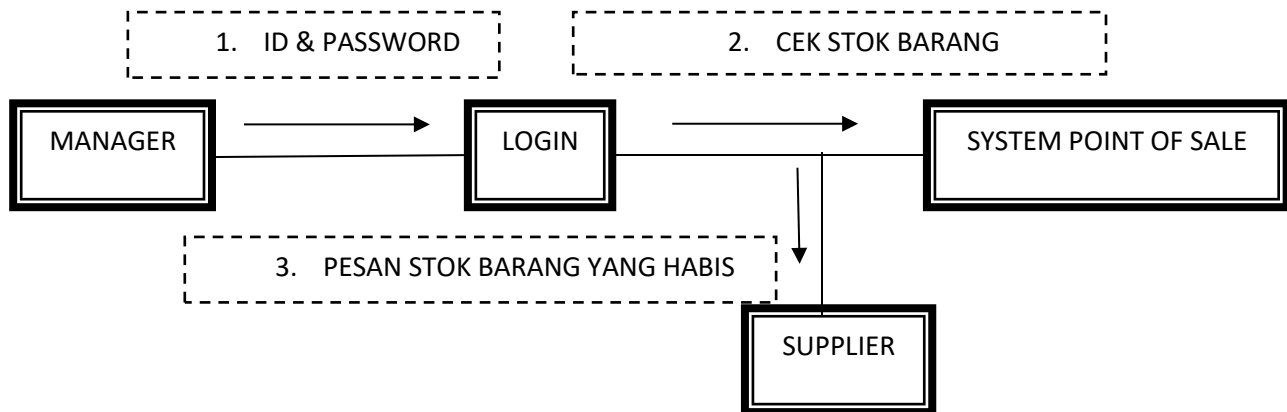 1. ID & PASSWORD
2. CEK STOK BARANG
MANAGER
LOGIN
SYSTEM POINT OF SALE
3. PESAN STOK BARANG YANG HABIS
SUPPLIER